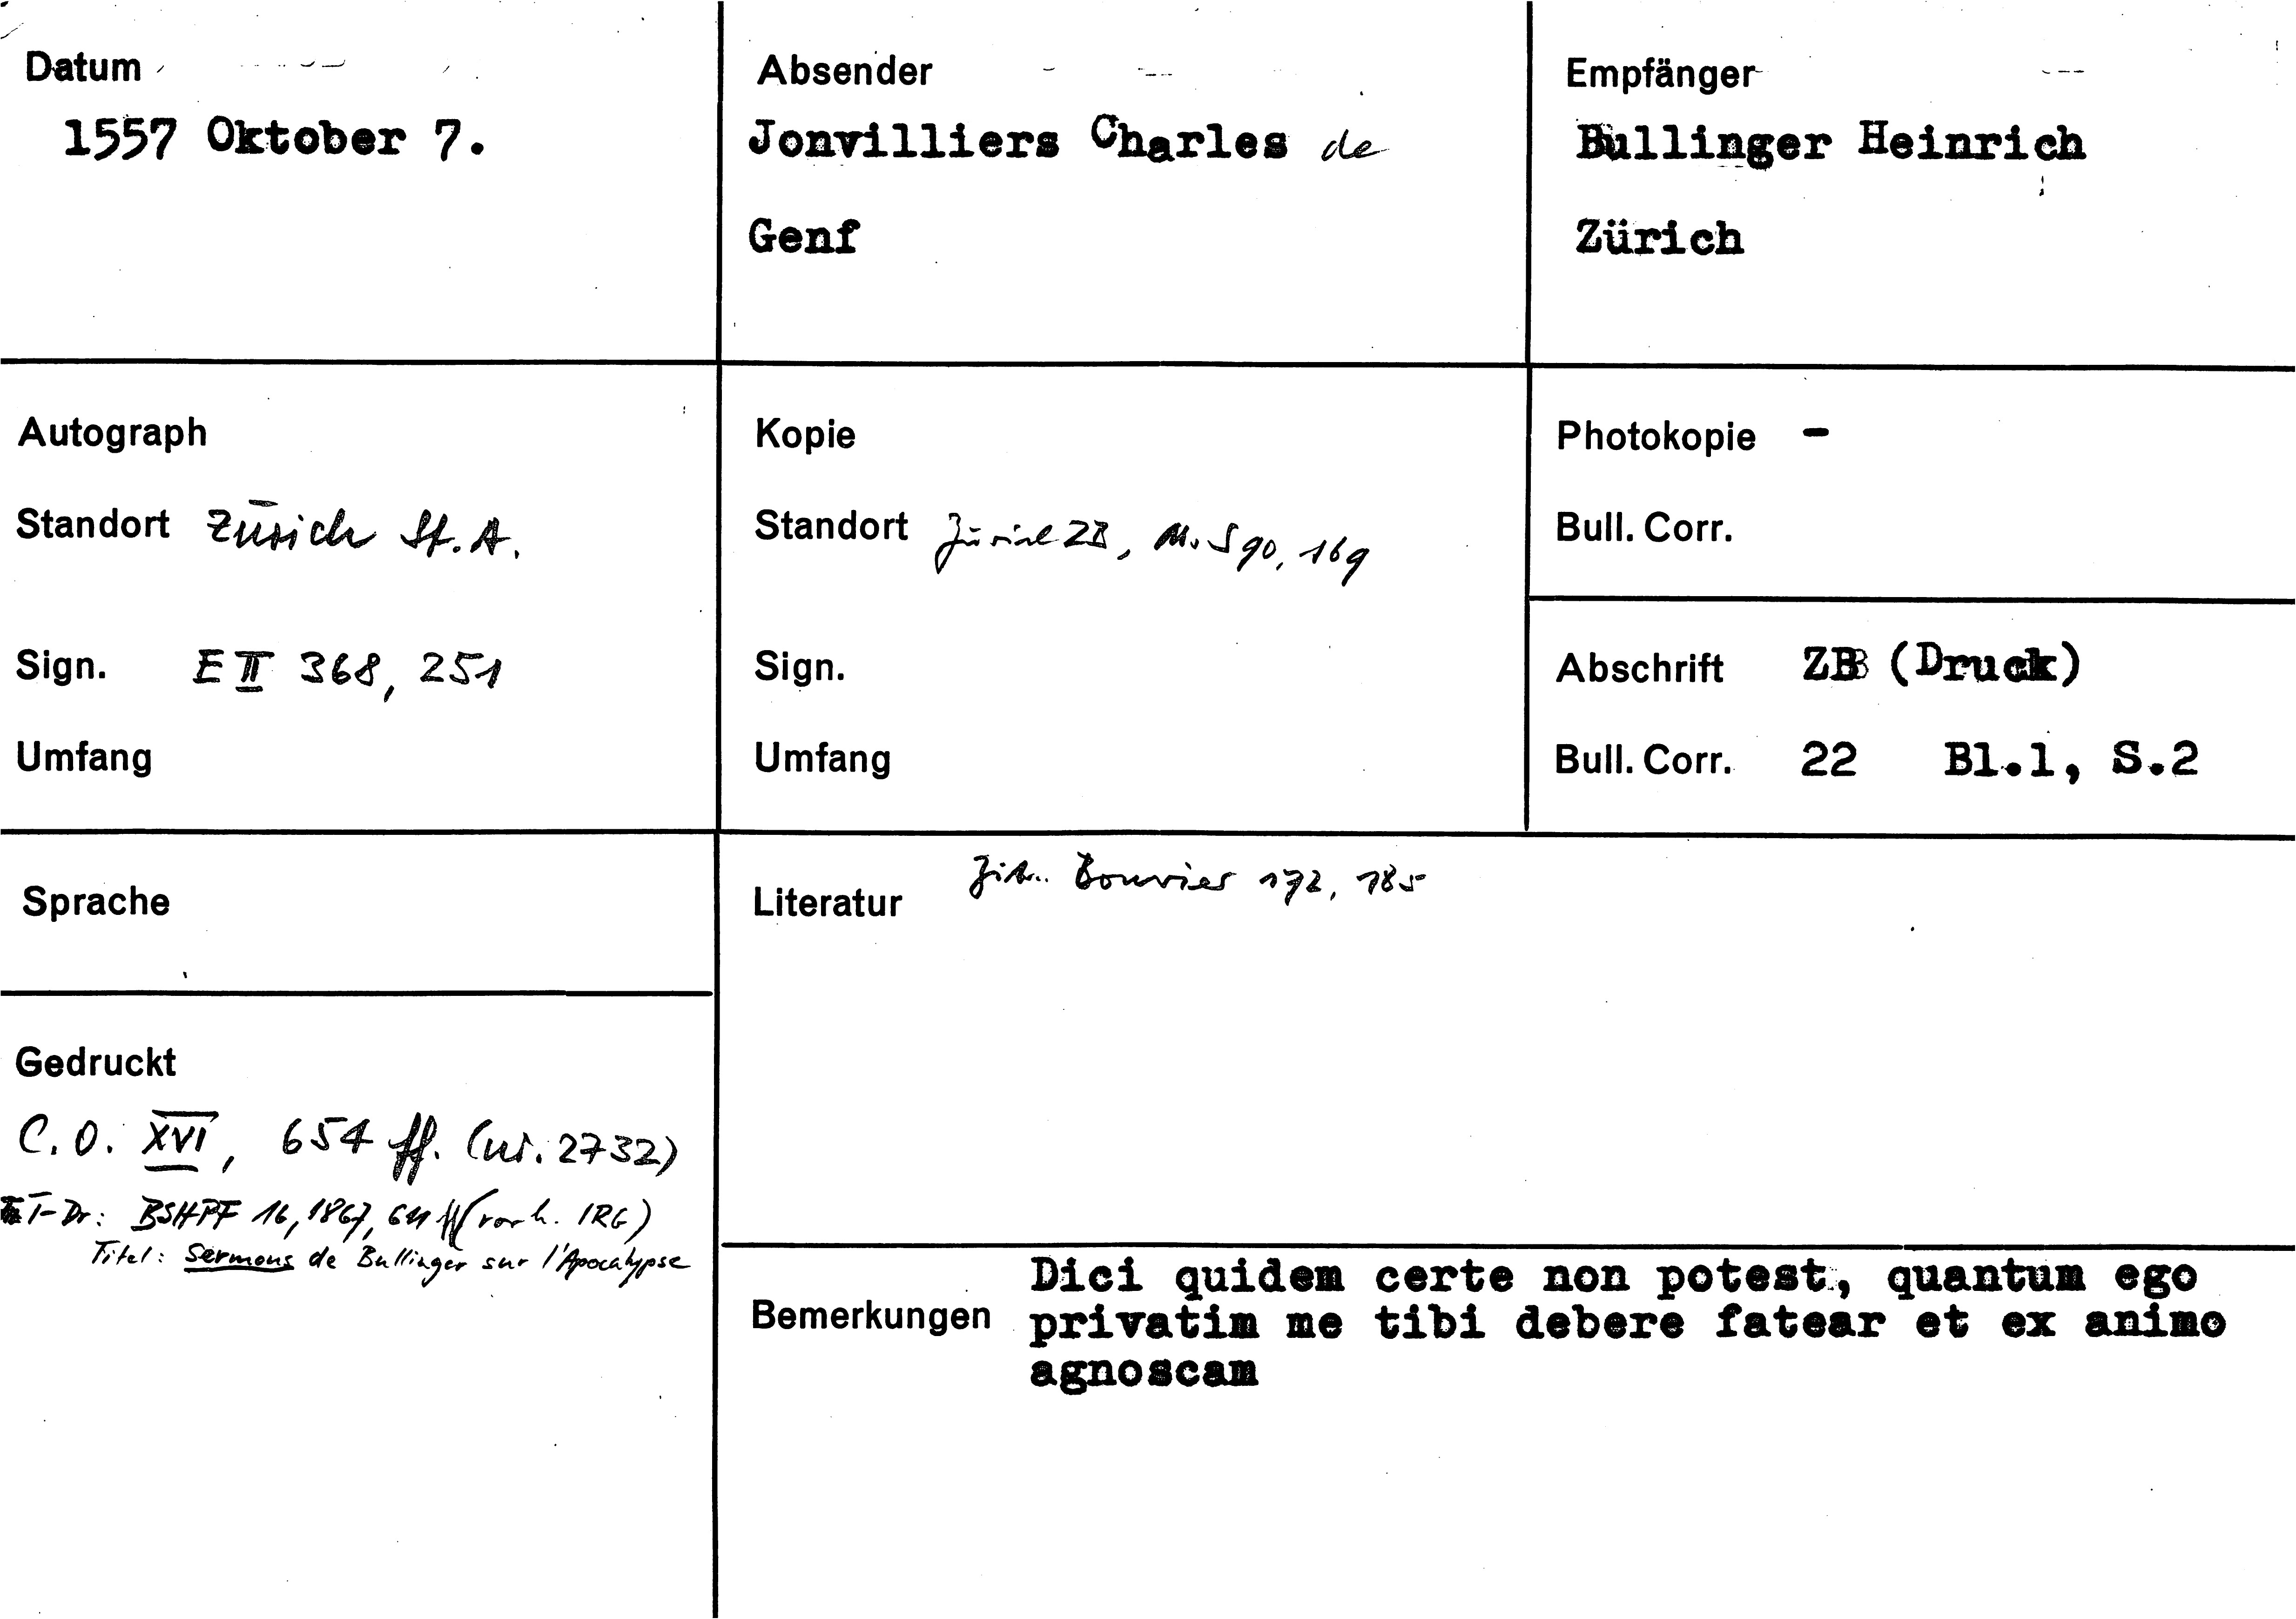 Datum
1557 Oktober 7.
Absender
Jonvilliers Charles de
Genf
Empfänger
Bullinger Heinrich
Zürich
Autograph
Standort Zürich St. A.
Sign. E II 368, 251
Umfang
Kopie
Standort Zürich ZB, Ms S 90, 169
Sign.
Umfang
Photokopie -
Bull. Corr.
Abschrift ZB (Druck)
Bull. Corr. 22 Bl.1, S.2
Sprache
Gedruckt
C. O. XVI, 654 ff. (nr. 2732)
T-Dr: BSHPF 16, 1867, ff (vorh. IRG)
Titel: Sermons de Bullinger sur l'Apocalypse
Literatur Zit. Bouvier 172, 185
Bemerkungen
Dici quidem certe non potest, quantum ego
privatim me tibi debere fatear et ex animo
agnoscam